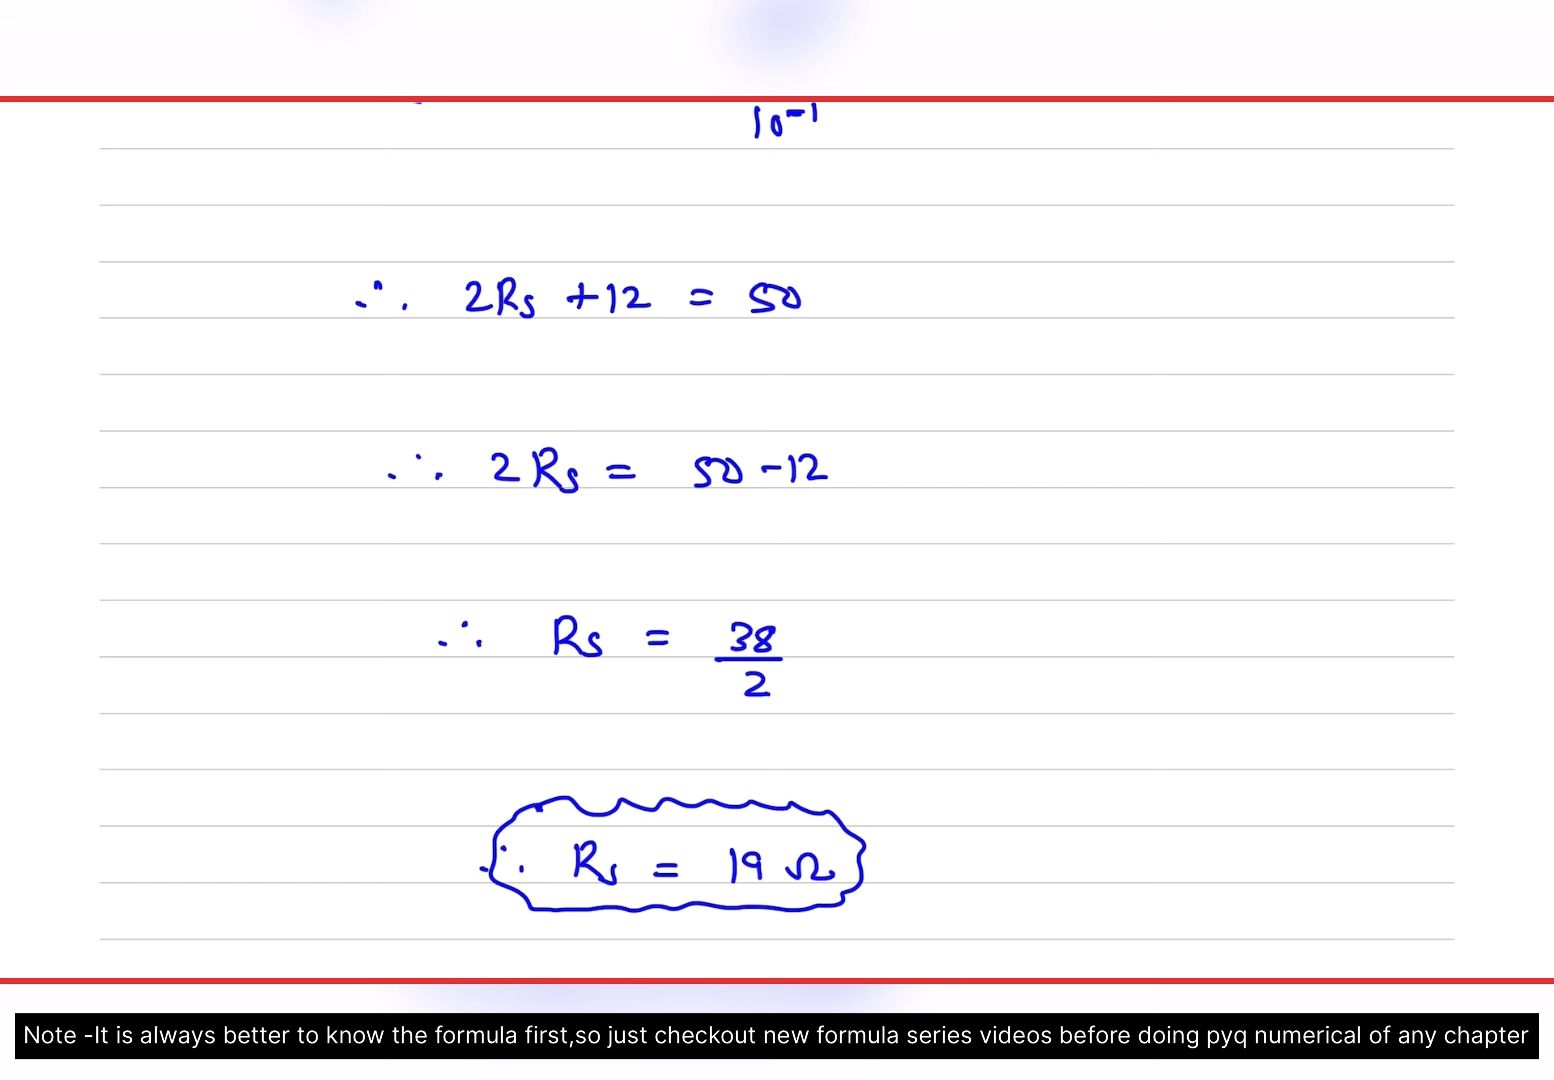 10⁻¹
∴ 2Rs + 12 = 50
∴ 2Rs = 50 - 12
∴ Rs = 38/2
∴ Rs = 19 Ω
Note -It is always better to know the formula first,so just checkout new formula series videos before doing pyq numerical of any chapter